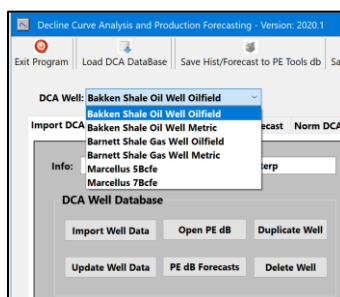 Decline Curve Analysis and Production Forecasting - Version: 2020.1
Exit Program Load DCA DataBase Save Hist/Forecast to PE Tools db
DCA Well: Bakken Shale Oil Well Oilfield
Bakken Shale Oil Well Oilfield
Import DCA Bakken Shale Oil Well Metric ecast Norm DCA
Barnett Shale Gas Well Oilfield
Barnett Shale Gas Well Metric
Info: Marcellus 5Bcfe terp
Marcellus 7Bcfe
DCA Well Database
Import Well Data Open PE dB Duplicate Well
Update Well Data PE dB Forecasts Delete Well